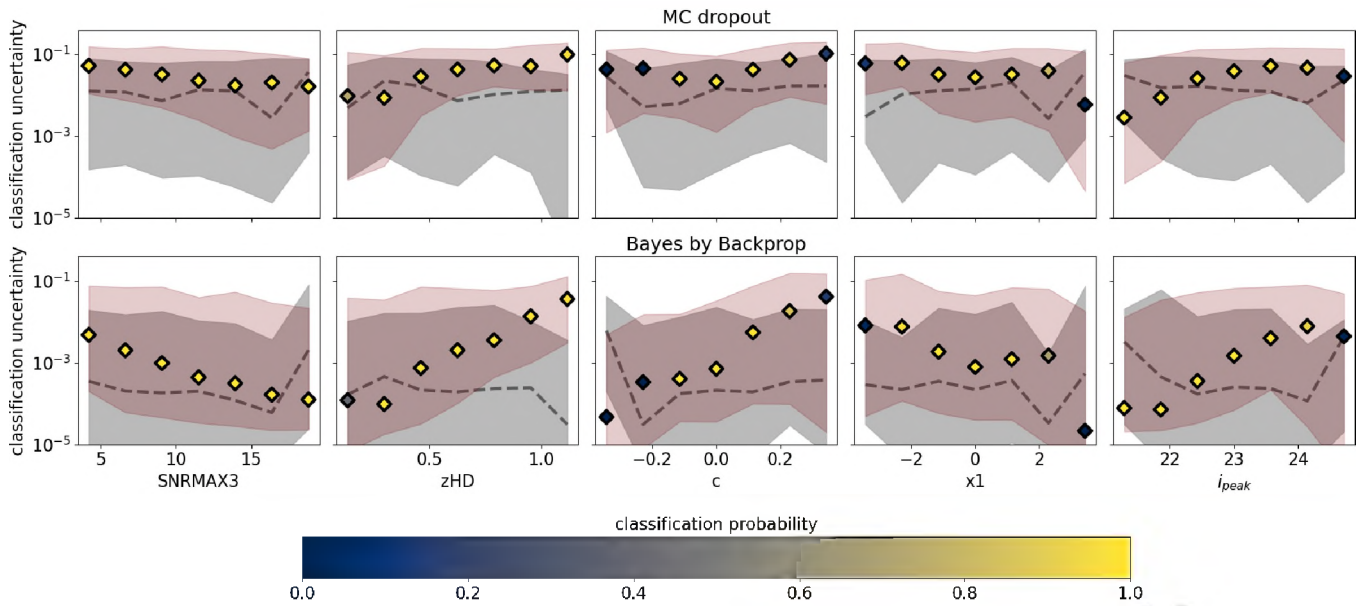 MC dropout
classification uncertainty
10⁻¹
10⁻³
10⁻⁵
Bayes by Backprop
classification uncertainty
10⁻¹
10⁻³
10⁻⁵
5 10 15
0.5 1.0
−0.2 0.0 0.2
−2 0 2
22 23 24
SNRMAX3
zHD
c
x1
i_peak
classification probability
0.0 0.2 0.4 0.6 0.8 1.0